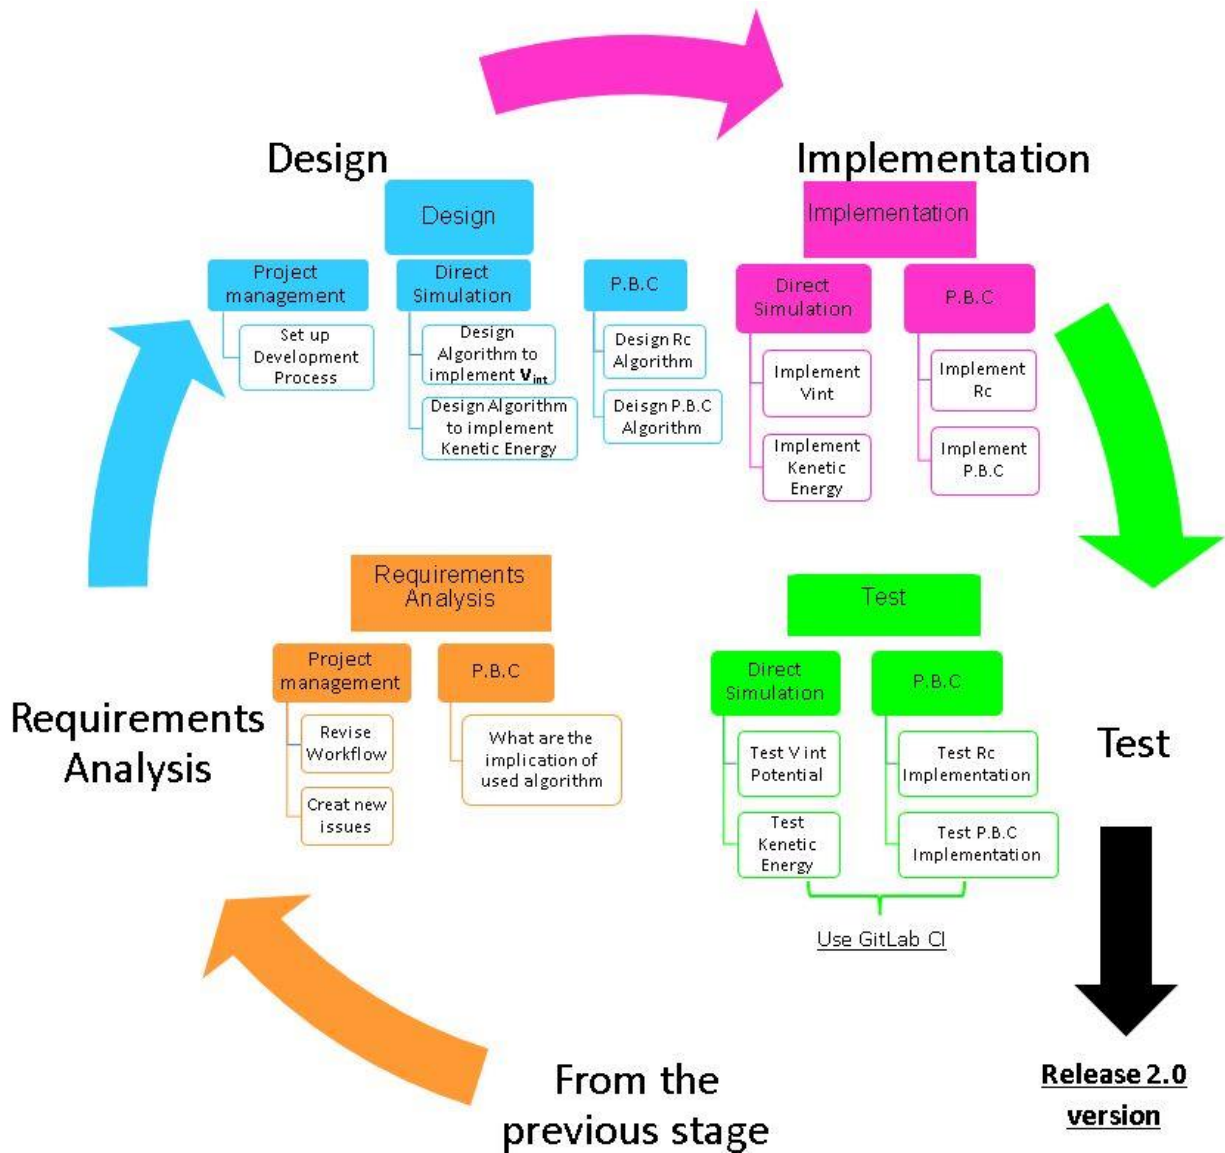 Design
Design
Project
management
Set up
Development
Process
Direct
Simulation
Design
Algorithm to
implement Vint
Design Algorithm
to implement
Kenetic Energy
P.B.C
Design Rc
Algorithm
Deisgn P.B.C
Algorithm
Implementation
Implementation
Direct
Simulation
Implement
Vint
Implement
Kenetic
Energy
P.B.C
Implement
Rc
Implement
P.B.C
Requirements
Analysis
Requirements
Analysis
Project
management
Revise
Workflow
Creat new
issues
P.B.C
What are the
implication of
used algorithm
Test
Test
Direct
Simulation
Test V int
Potential
Test
Kenetic
Energy
P.B.C
Test Rc
Implementation
Test P.B.C
Implementation
Use GitLab CI
From the
previous stage
Release 2.0
version